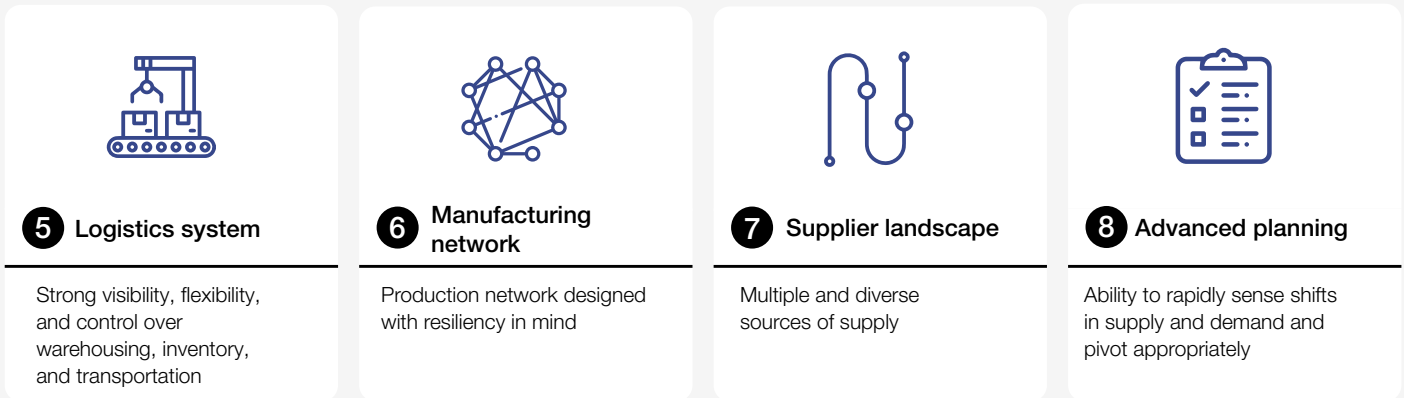 5 Logistics system
Strong visibility, flexibility,
and control over
warehousing, inventory,
and transportation
6 Manufacturing
network
Production network designed
with resiliency in mind
7 Supplier landscape
Multiple and diverse
sources of supply
8 Advanced planning
Ability to rapidly sense shifts
in supply and demand and
pivot appropriately